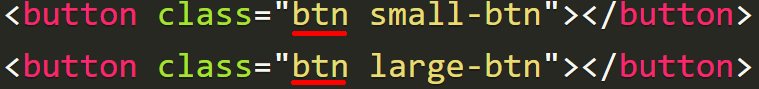 <button class="btn small-btn"></button>
<button class="btn large-btn"></button>